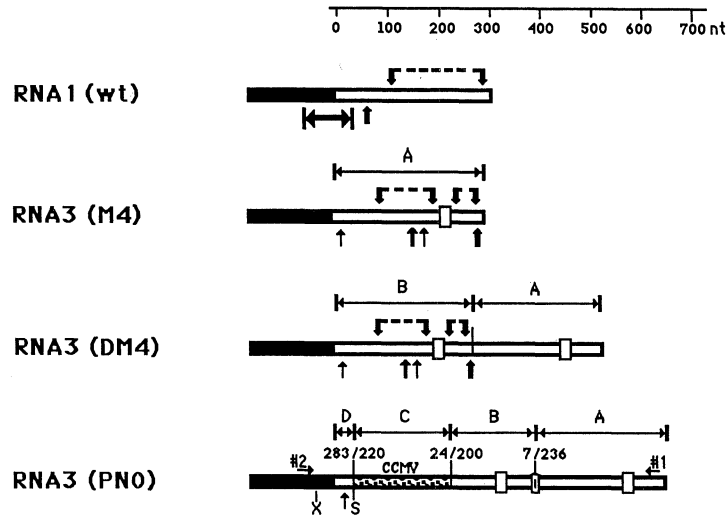 0 100 200 300 400 500 600 700 nt
RNA1 (wt)
A
RNA3 (M4)
B A
RNA3 (DM4)
D C B A
283/220 24/200 7/236
#2 CCMV #1
RNA3 (PN0)
X S